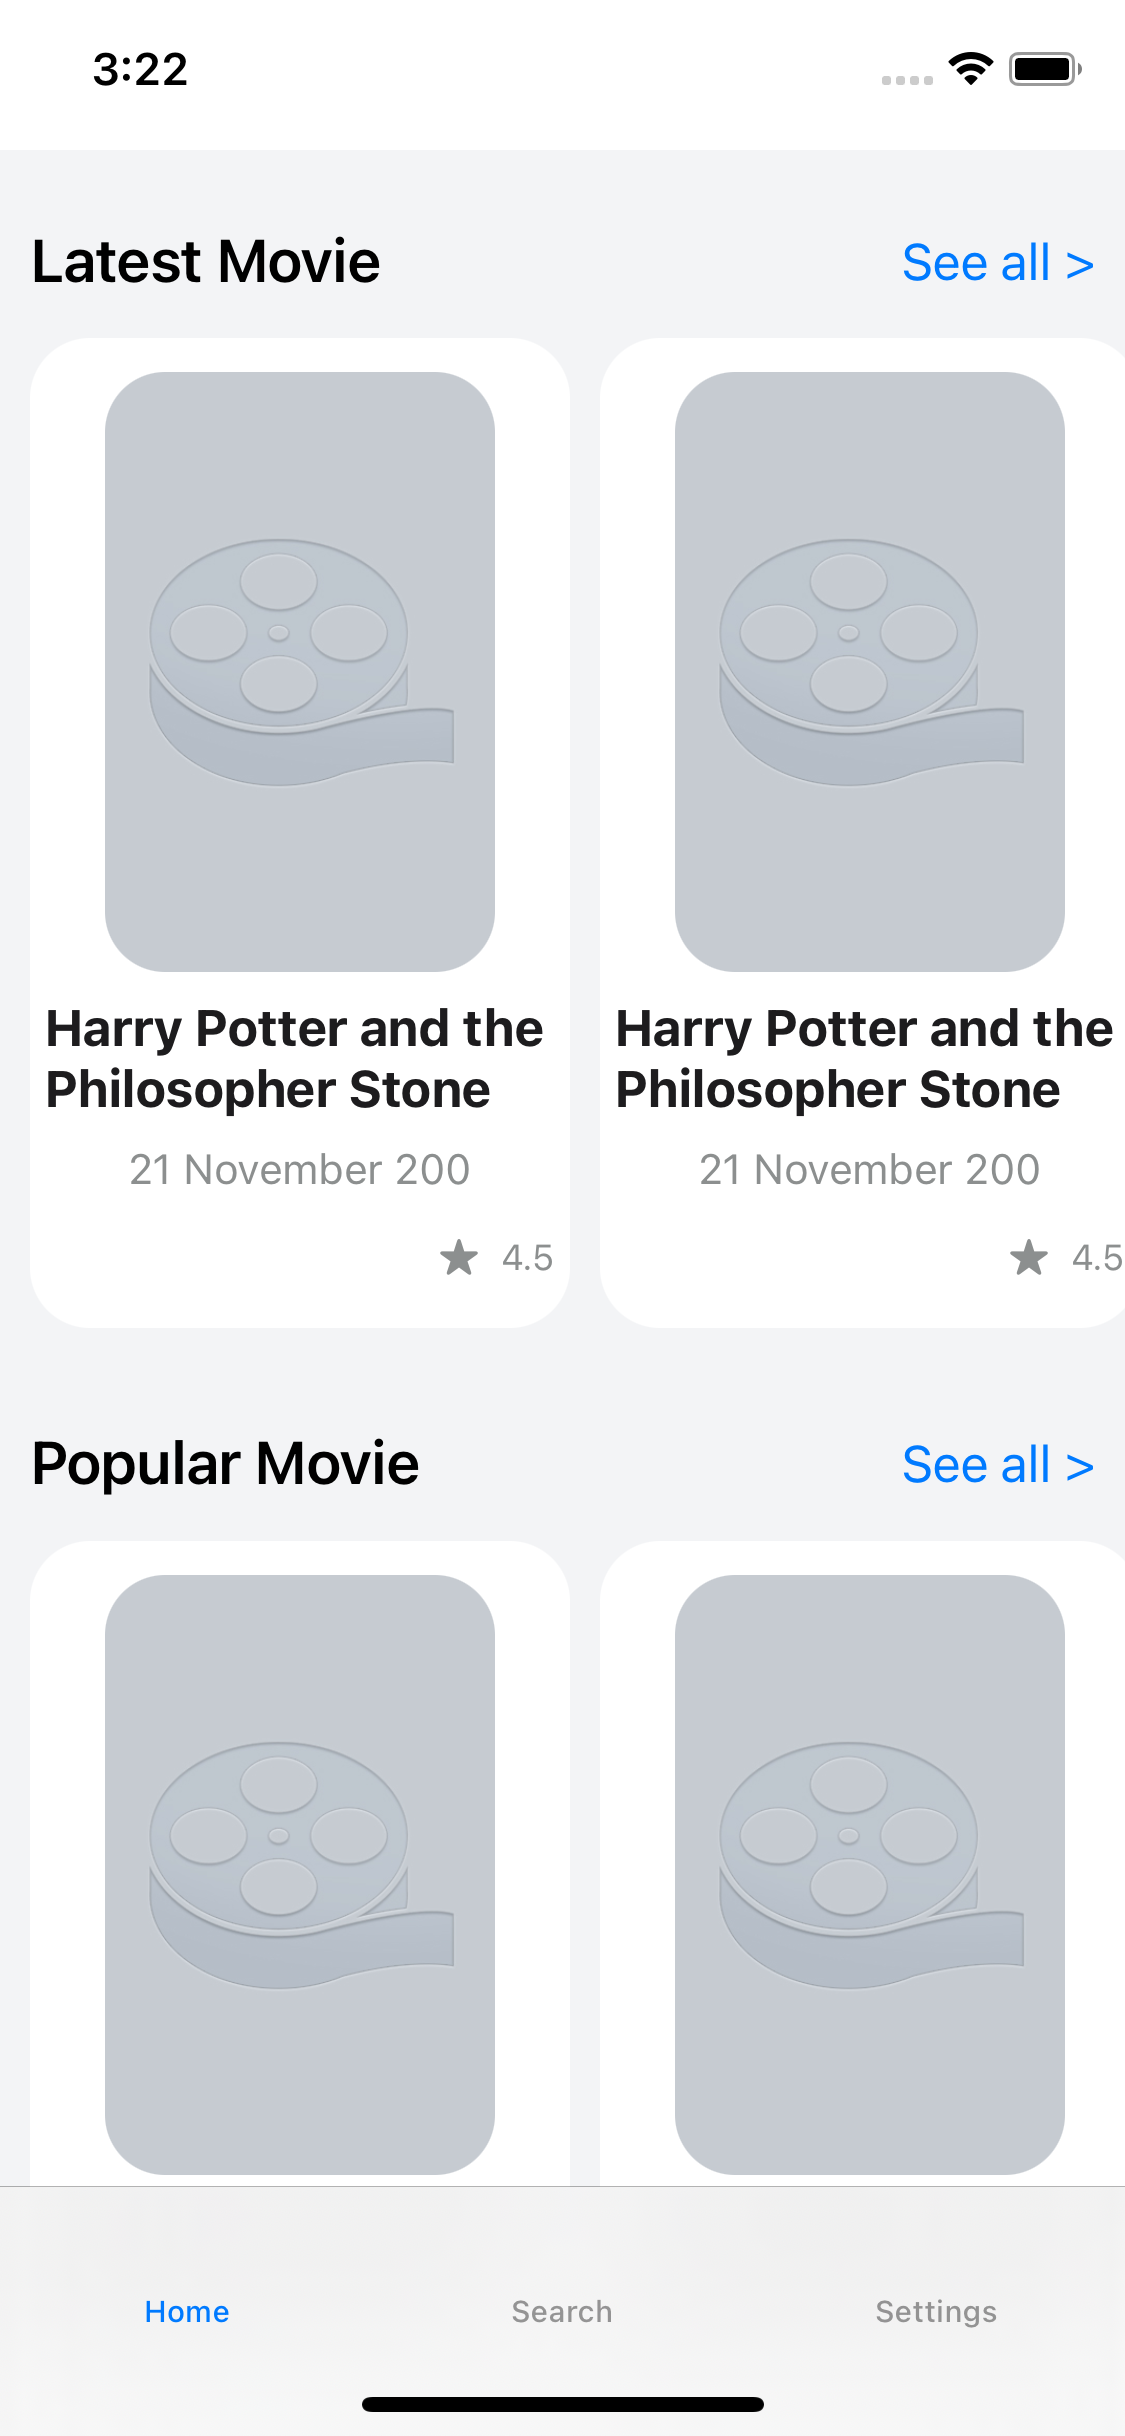 3:22
Latest Movie
See all >
Harry Potter and the
Philosopher Stone
21 November 200
4.5
Harry Potter and the
Philosopher Stone
21 November 200
4.5
Popular Movie
See all >
Home
Search
Settings